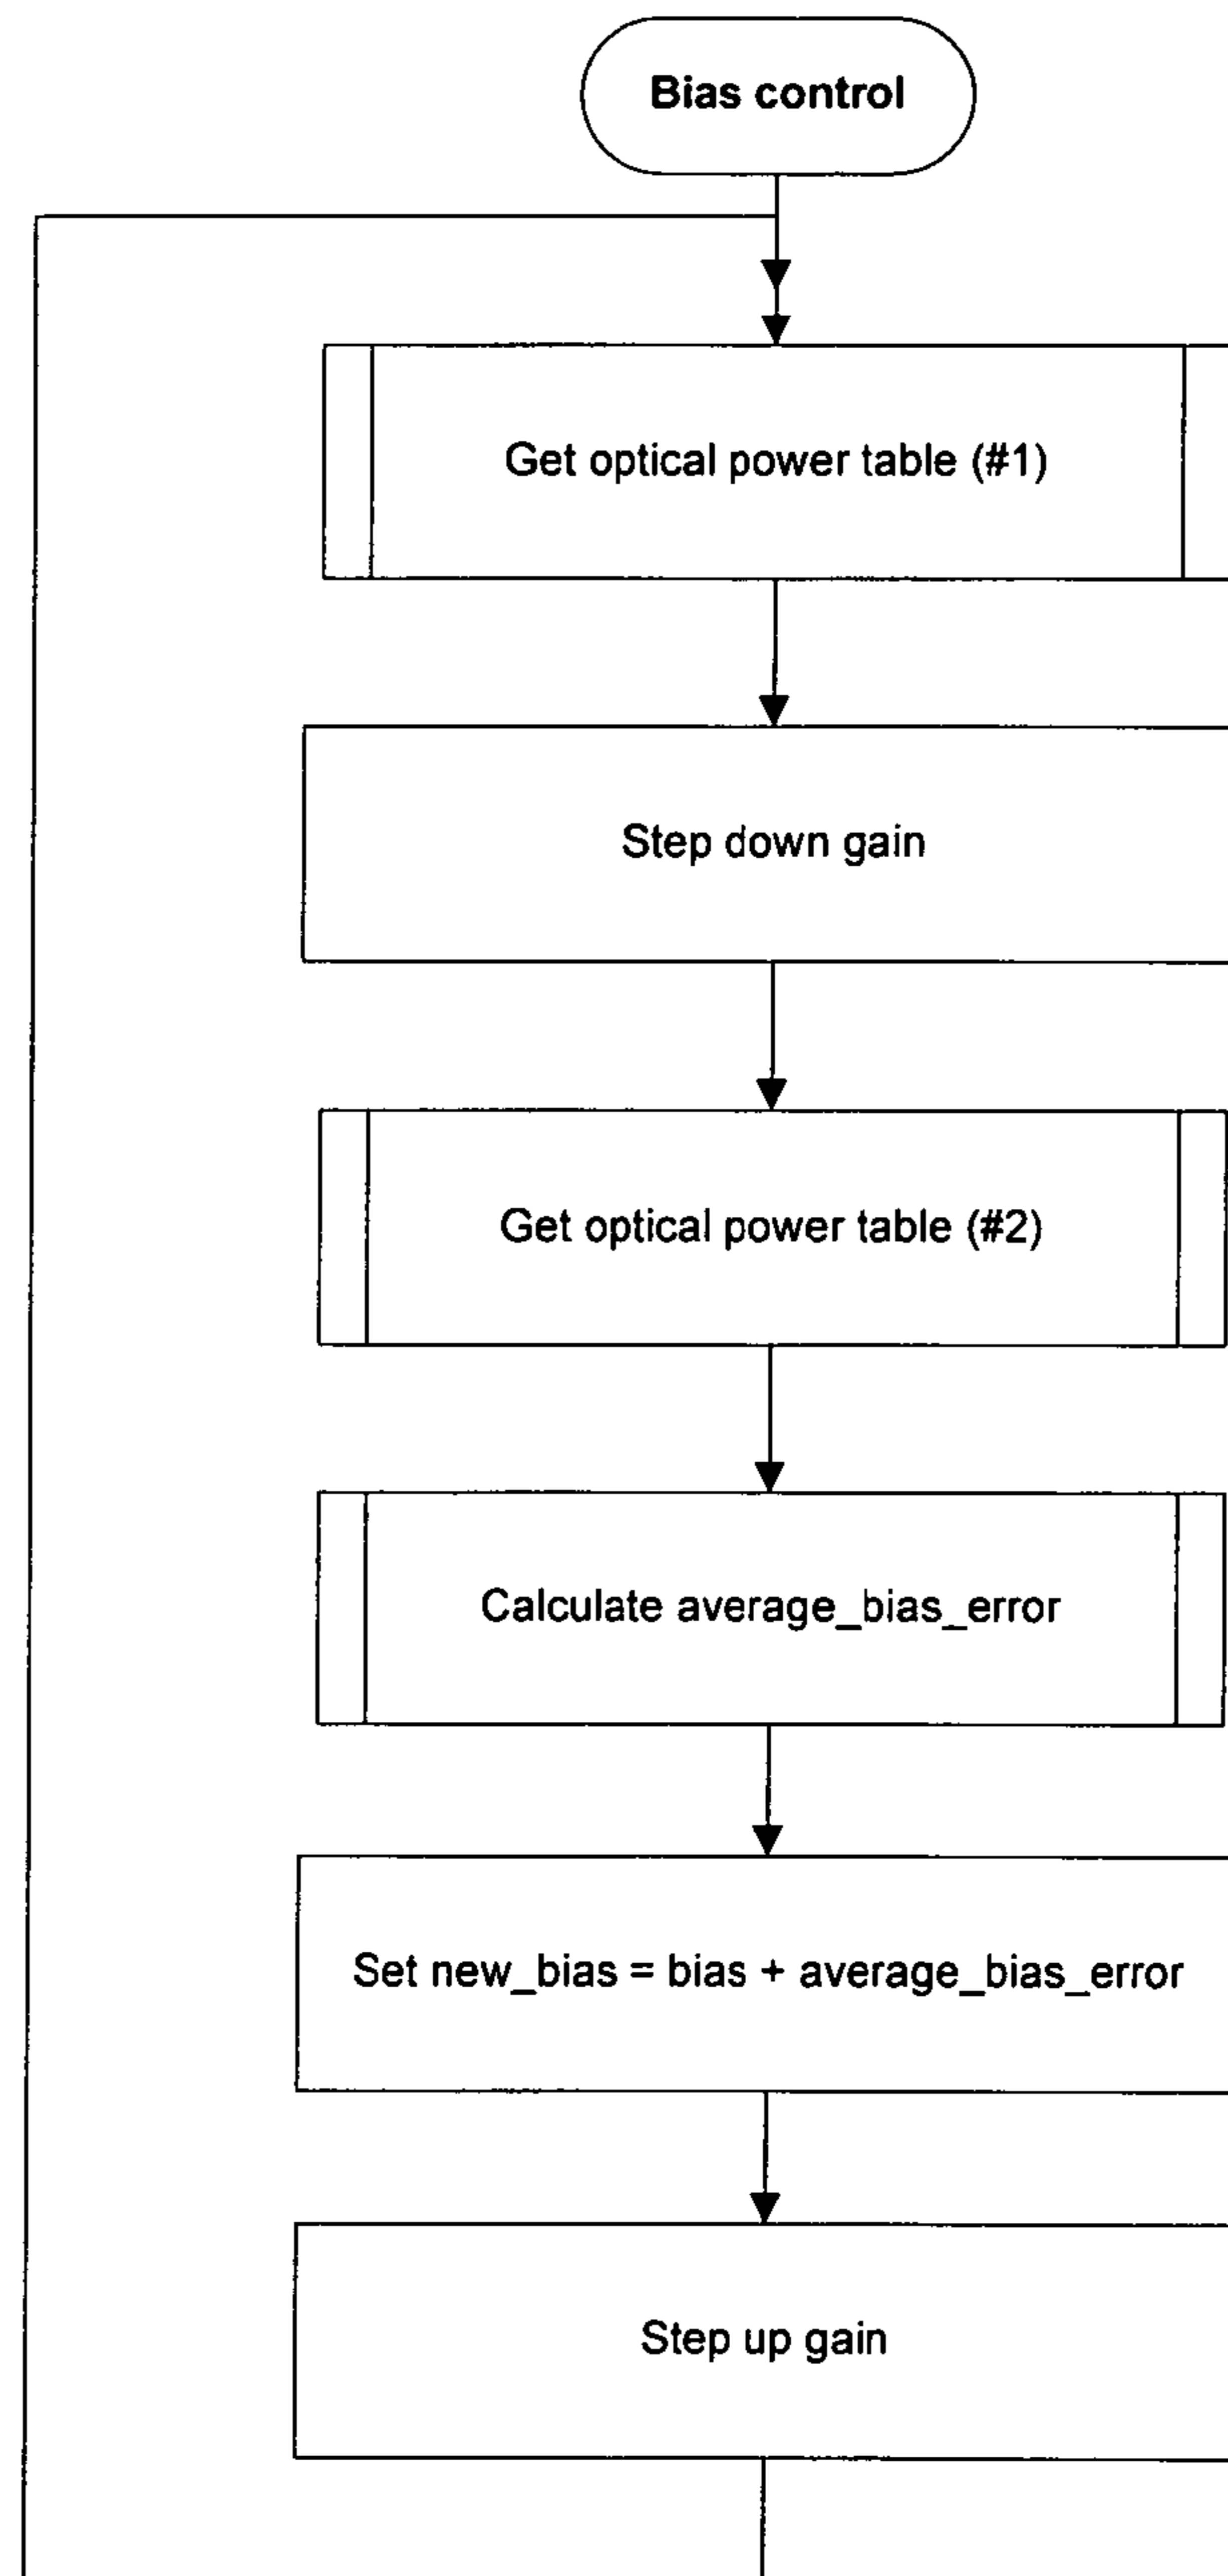 Bias control
Get optical power table (#1)
Step down gain
Get optical power table (#2)
Calculate average_bias_error
Set new_bias = bias + average_bias_error
Step up gain